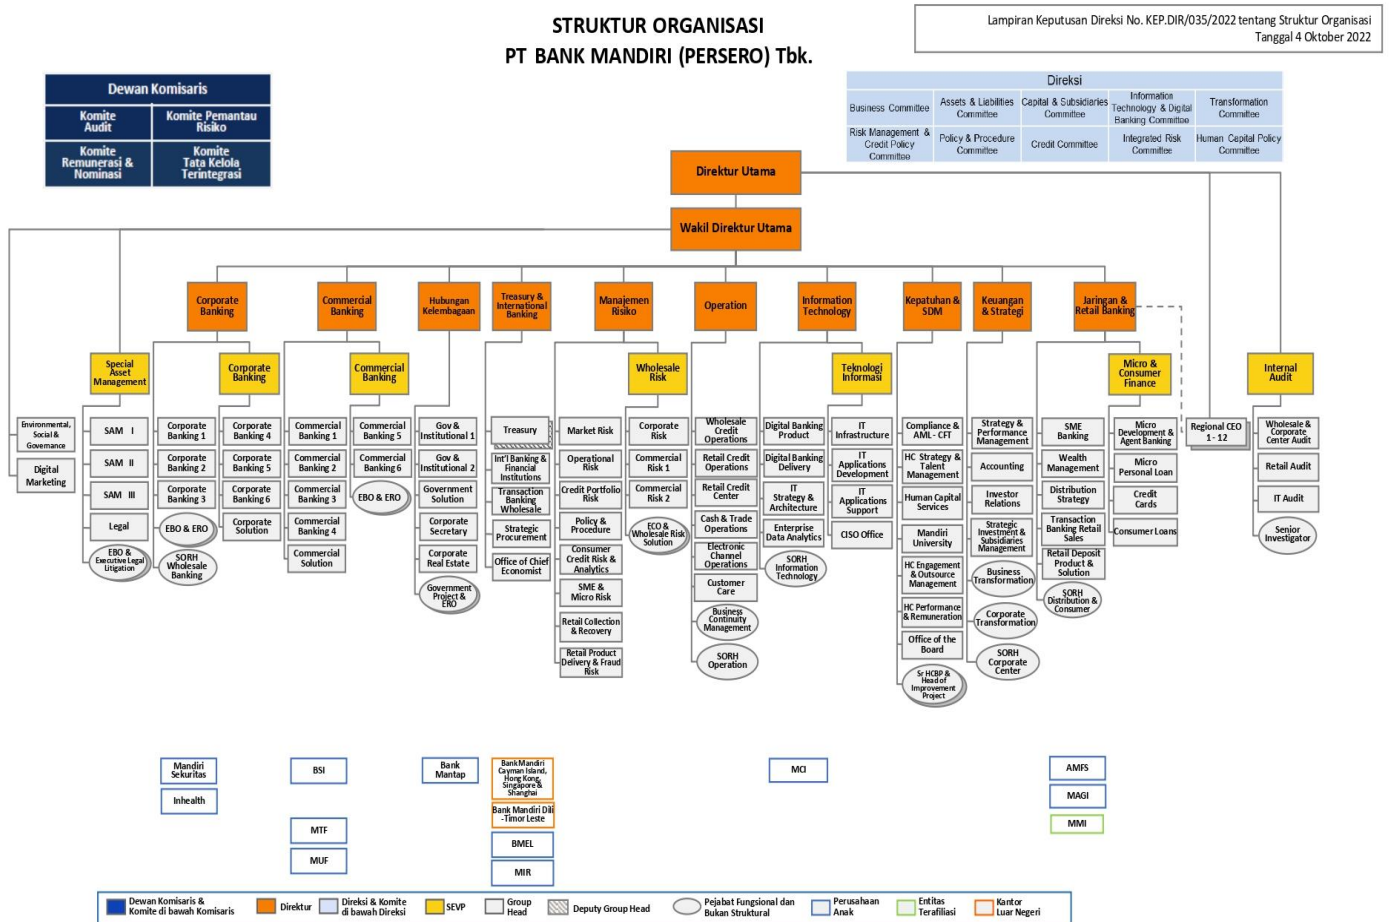 STRUKTUR ORGANISASI
PT BANK MANDIRI (PERSERO) Tbk.
Lampiran Keputusan Direksi No. KEP.DIR/035/2022 tentang Struktur Organisasi
Tanggal 4 Oktober 2022
Dewan Komisaris
Komite
Audit
Komite Pemantau
Risiko
Komite
Remunerasi &
Nominasi
Komite
Tata Kelola
Terintegrasi
Direksi
Business Committee
Assets & Liabilities
Committee
Capital & Subsidiaries
Committee
Information
Technology & Digital
Banking Committee
Transformation
Committee
Risk Management &
Credit Policy
Committee
Policy & Procedure
Committee
Credit Committee
Integrated Risk
Committee
Human Capital Policy
Committee
Direktur Utama
Wakil Direktur Utama
Corporate
Banking
Commercial
Banking
Hubungan
Kelembagaan
Treasury &
International
Banking
Manajemen
Risiko
Operation
Information
Technology
Kepatuhan &
SDM
Keuangan
& Strategi
Jaringan &
Retail Banking
Special
Asset
Management
Corporate
Banking
Commercial
Banking
Wholesale
Risk
Teknologi
Informasi
Micro &
Consumer
Finance
Internal
Audit
Environmental,
Social &
Governance
Digital
Marketing
SAM I
SAM II
SAM III
Legal
EBO &
Executive Legal
Litigation
Corporate
Banking 1
Corporate
Banking 2
Corporate
Banking 3
EBO & ERO
SORH
Wholesale
Banking
Corporate
Banking 4
Corporate
Banking 5
Corporate
Banking 6
Corporate
Solution
Commercial
Banking 1
Commercial
Banking 2
Commercial
Banking 3
Commercial
Banking 4
Commercial
Solution
Commercial
Banking 5
Commercial
Banking 6
EBO & ERO
Gov &
Institutional 1
Gov &
Institutional 2
Government
Solution
Corporate
Secretary
Corporate
Real Estate
Government
Project &
ERO
Treasury
Int'l Banking &
Financial
Institutions
Transaction
Banking
Wholesale
Strategic
Procurement
Office of Chief
Economist
Market Risk
Operational
Risk
Credit Portfolio
Risk
Policy &
Procedure
Consumer
Credit Risk &
Analytics
SME &
Micro Risk
Retail Collection
& Recovery
Retail Product
Delivery & Fraud
Risk
Corporate
Risk
Commercial
Risk 1
Commercial
Risk 2
ECO &
Wholesale Risk
Solution
Wholesale
Credit
Operations
Retail Credit
Operations
Retail Credit
Center
Cash & Trade
Operations
Electronic
Channel
Operations
Customer
Care
Business
Continuity
Management
SORH
Operation
Digital Banking
Product
Digital Banking
Delivery
IT
Strategy &
Architecture
Enterprise
Data Analytics
SORH
Information
Technology
IT
Infrastructure
IT
Applications
Development
IT
Applications
Support
CISO Office
Compliance &
AML - CFT
HC Strategy &
Talent
Management
Human Capital
Services
Mandiri
University
HC Engagement
& Outsource
Management
HC Performance
& Remuneration
Office of the
Board
Sr HCBP &
Head of
Improvement
Project
Strategy &
Performance
Management
Accounting
Investor
Relations
Strategic
Investment &
Subsidiaries
Management
Business
Transformation
Corporate
Transformation
SORH
Corporate
Center
SME
Banking
Wealth
Management
Distribution
Strategy
Transaction
Banking Retail
Sales
Retail Deposit
Product &
Solution
SORH
Distribution &
Consumer
Micro
Development &
Agent Banking
Micro
Personal Loan
Credit
Cards
Consumer Loans
Regional CEO
1 - 12
Wholesale &
Corporate
Center Audit
Retail Audit
IT Audit
Senior
Investigator
Mandiri
Sekuritas
Inhealth
BSI
MTF
MUF
Bank
Mantap
Bank Mandiri
Cayman Island,
Hong Kong,
Singapore &
Shanghai
Bank Mandiri Dili
-Timor Leste
BMEL
MIR
MCI
AMFS
MAGI
MMI
Dewan Komisaris &
Komite di bawah Komisaris
Direktur
Direksi & Komite
di bawah Direksi
SEVP
Group
Head
Deputy Group Head
Pejabat Fungsional dan
Bukan Struktural
Perusahaan
Anak
Entitas
Terafiliasi
Kantor
Luar Negeri